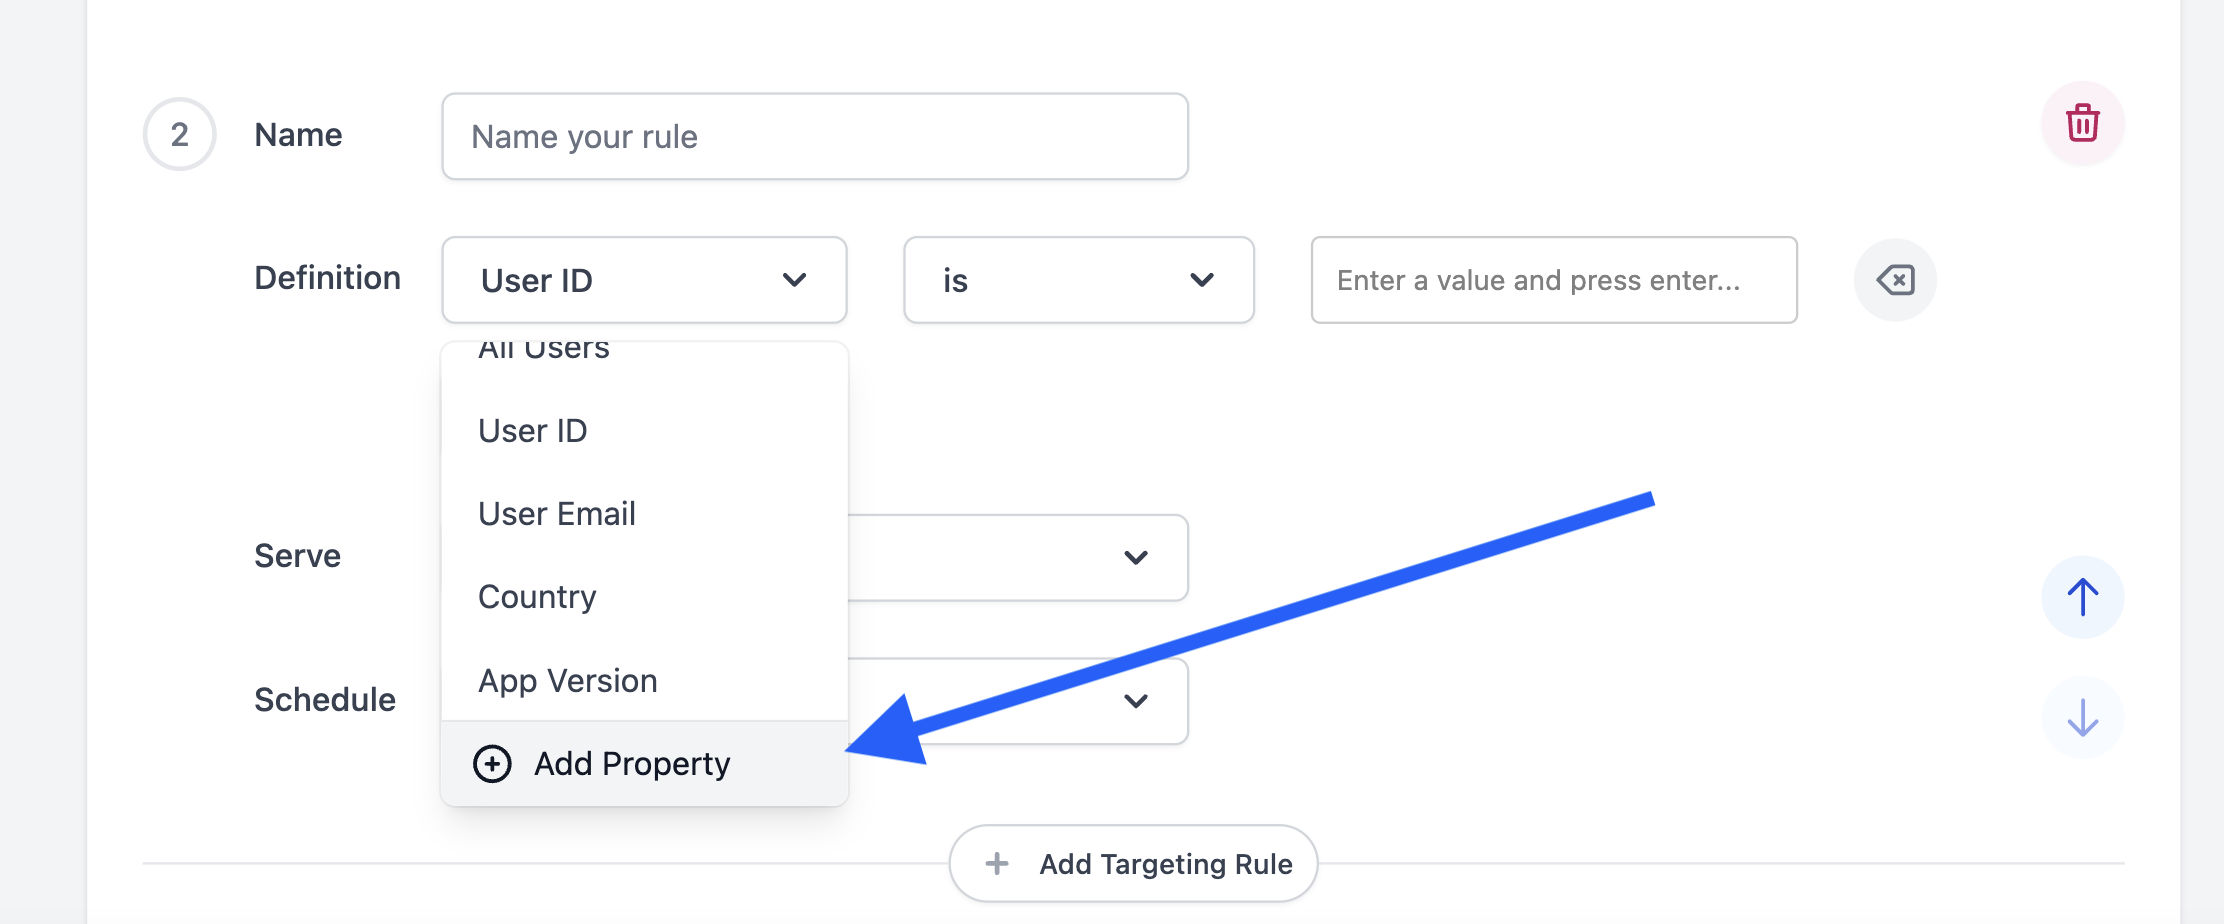 2
Name
Name your rule
Definition
User ID
is
Enter a value and press enter...
All Users
User ID
User Email
Country
App Version
Add Property
Serve
Schedule
Add Targeting Rule